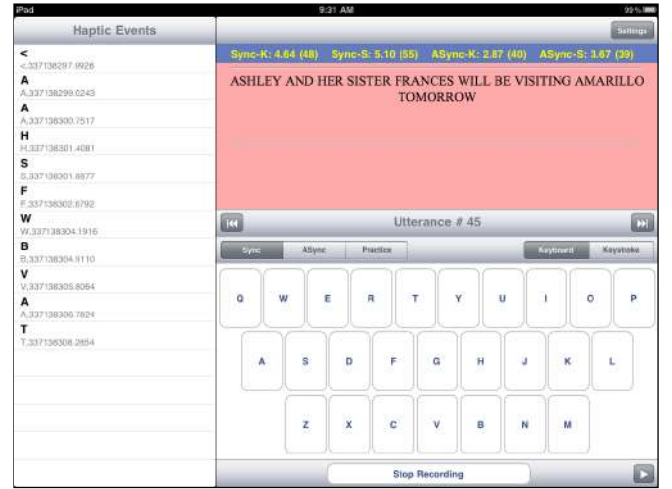 iPad 9:31 AM 99%
Haptic Events
Settings
<
<,337138297.9926
A
A,337138299.0243
A
A,337138300.7517
H
H,337138301.4081
S
S,337138301.8877
F
F,337138302.6792
W
W,337138304.1916
B
B,337138304.9110
V
V,337138305.8064
A
A,337138306.7824
T
T,337138308.2654
Sync-K: 4.64 (48) Sync-S: 5.10 (55) ASync-K: 2.87 (40) ASync-S: 3.67 (39)
ASHLEY AND HER SISTER FRANCES WILL BE VISITING AMARILLO
TOMORROW
Utterance # 45
Sync ASync Practice Keyboard Keystroke
Q W E R T Y U I O P
A S D F G H J K L
Z X C V B N M
Stop Recording